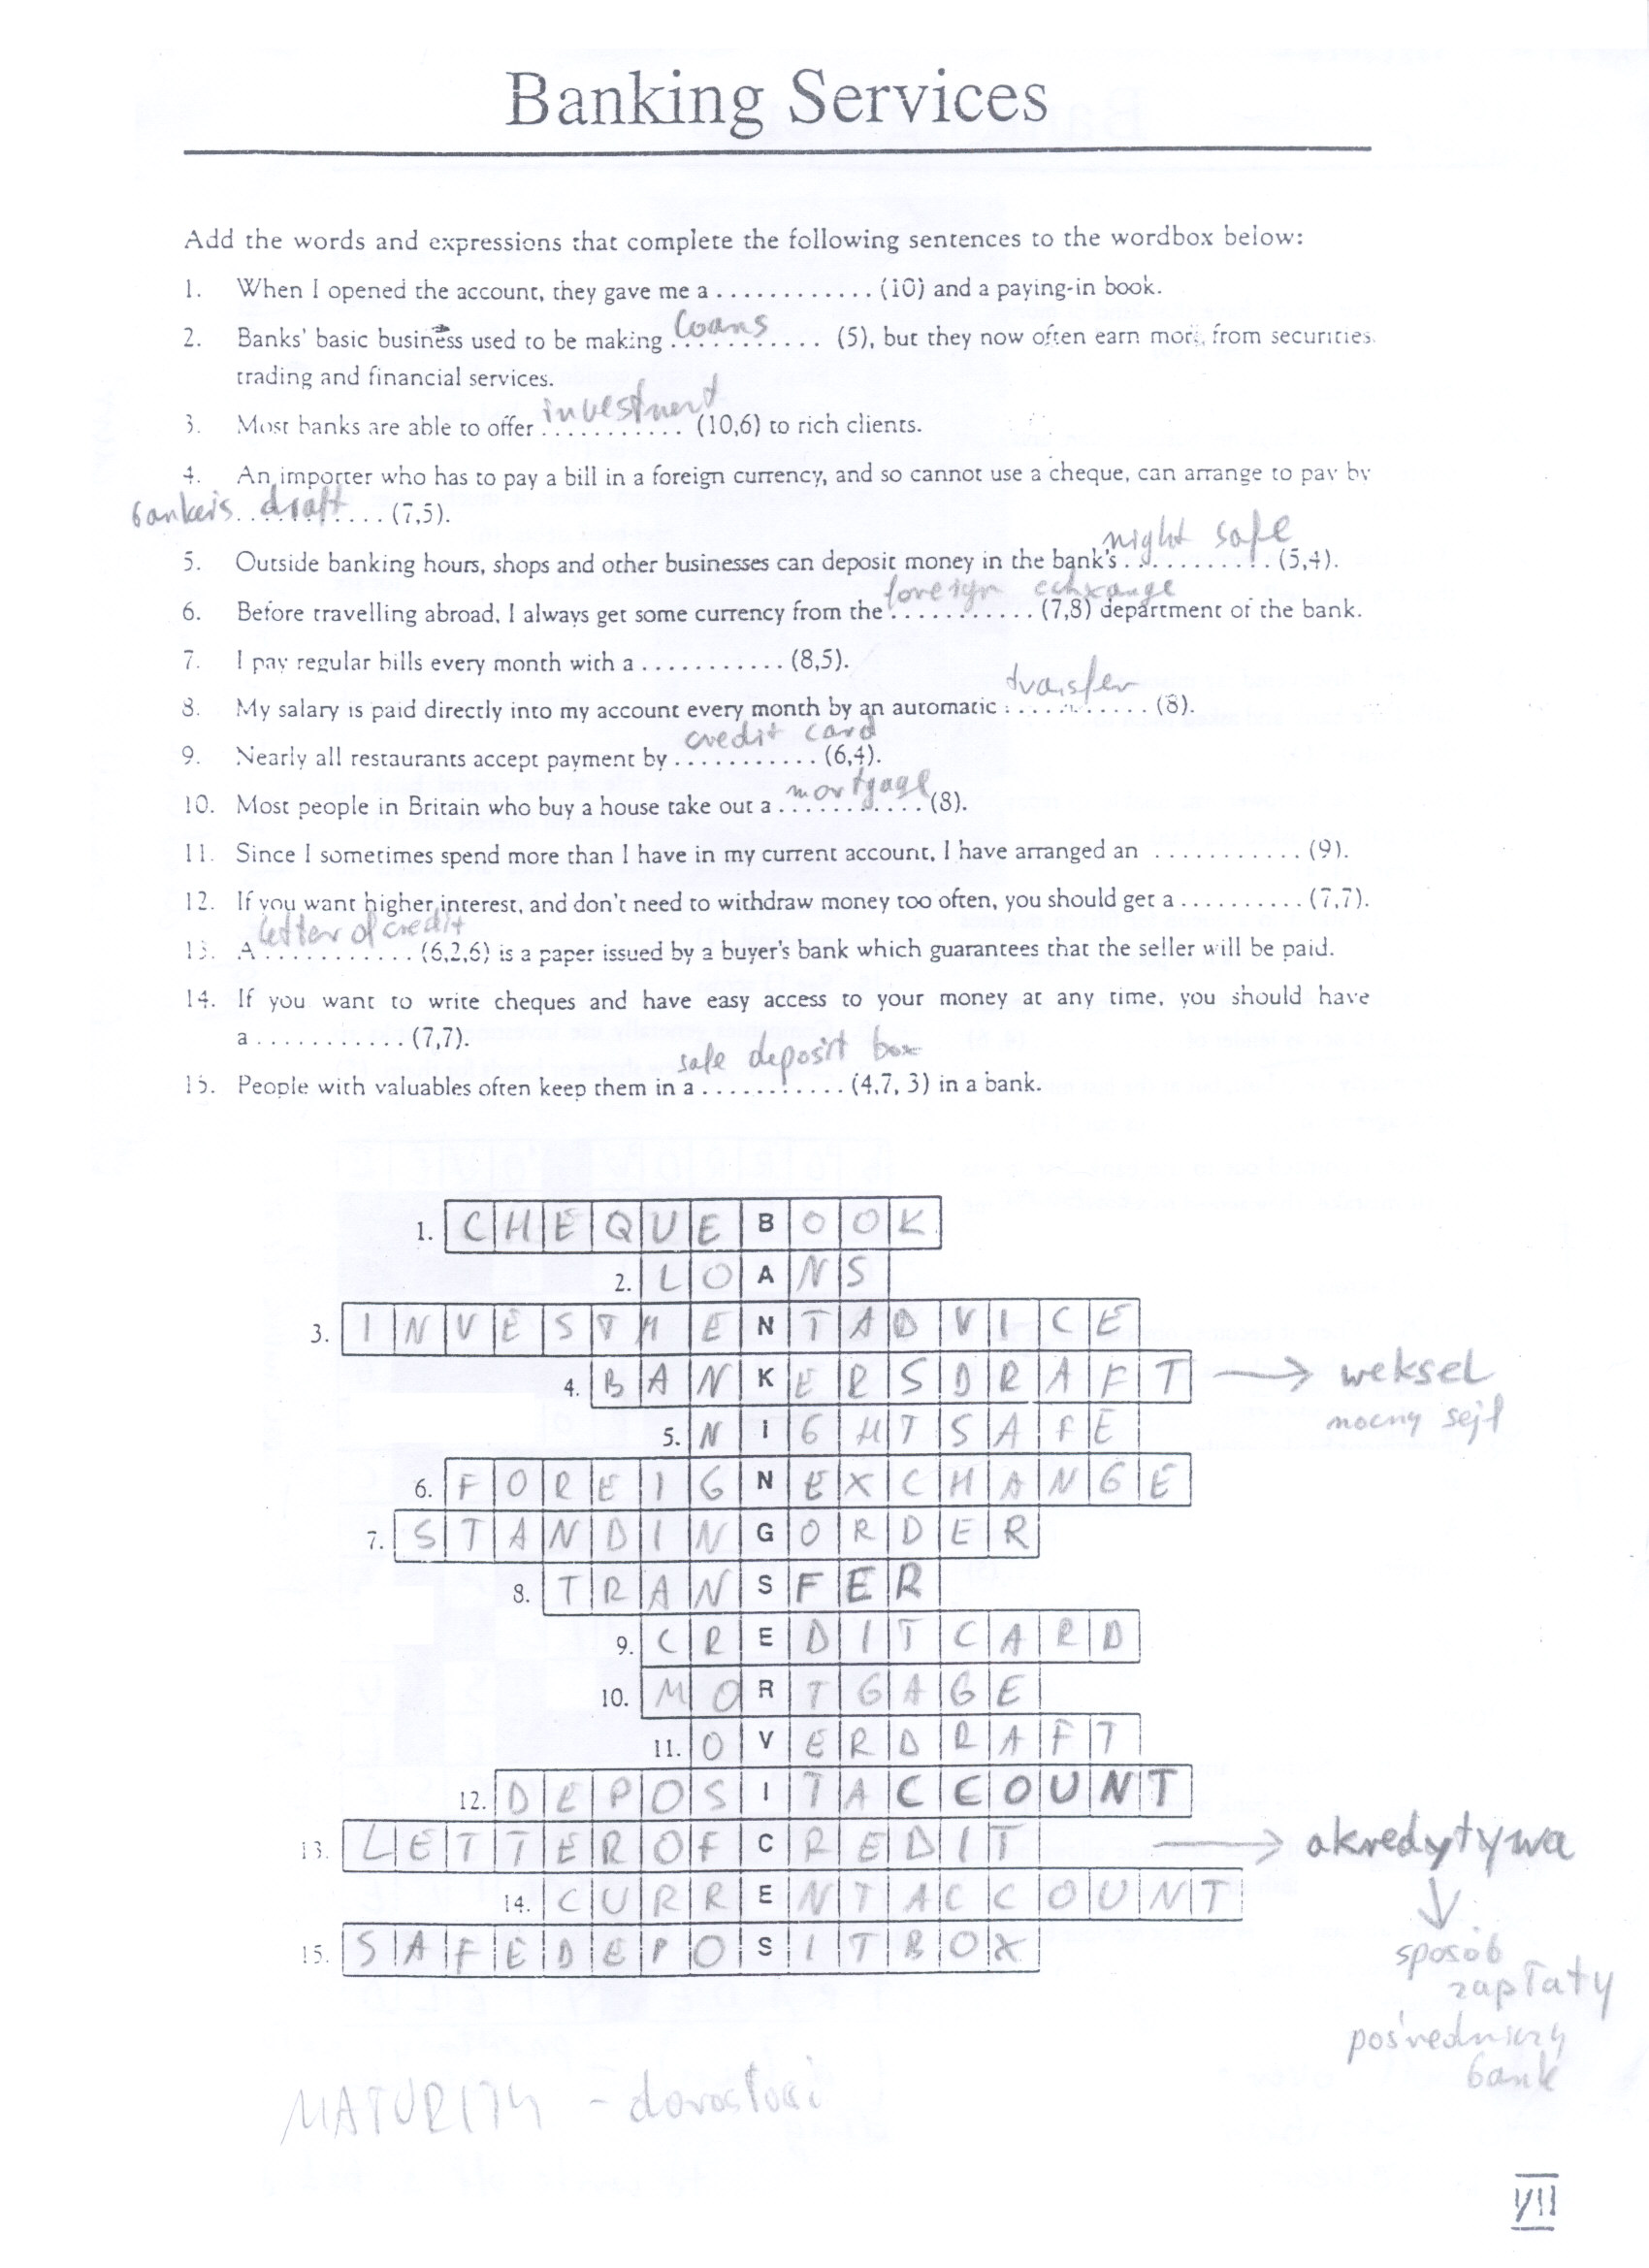 Banking Services
Add the words and expressions that complete the following sentences to the wordbox below:
1. When I opened the account, they gave me a ............ (10) and a paying-in book.
loans
2. Banks' basic business used to be making ............ (5), but they now often earn more from securities
trading and financial services.
investment
3. Most banks are able to offer ........... (10,6) to rich clients.
4. An importer who has to pay a bill in a foreign currency, and so cannot use a cheque, can arrange to pay by
banker's draft ........... (7,5).
night safe
5. Outside banking hours, shops and other businesses can deposit money in the bank's ........... (5,4).
foreign echxange
6. Before travelling abroad, I always get some currency from the ........... (7,8) department of the bank.
7. I pay regular bills every month with a ........... (8,5).
transfer
8. My salary is paid directly into my account every month by an automatic ........... (8).
credit card
9. Nearly all restaurants accept payment by ........... (6,4).
mortgage
10. Most people in Britain who buy a house take out a ........... (8).
11. Since I sometimes spend more than I have in my current account, I have arranged an ........... (9).
12. If you want higher interest, and don't need to withdraw money too often, you should get a .......... (7,7).
letter of credit
13. A ........... (6,2,6) is a paper issued by a buyer's bank which guarantees that the seller will be paid.
14. If you want to write cheques and have easy access to your money at any time, you should have
a ........... (7,7).
safe deposit box
15. People with valuables often keep them in a ........... (4,7, 3) in a bank.
1. CHEQUEBOOK
2. LOANS
3. INVESTMENTADVICE
4. BANKERSDRAFT → weksel
nocny sejf
5. NiGHTSAFE
6. FOREIGNEXCHANGE
7. STANDINGORDER
8. TRANSFER
9. CREDITCARD
10. MORTGAGE
11. OVERDRAFT
12. DEPOSITACCOUNT
13. LETTEROFCREDIT → akredytywa
14. CURRENTACCOUNT
15. SAFEDEPOSITBOX
↓
sposób
zapłaty
pośredniczy
bank
MATURITY - dorosłość
VII